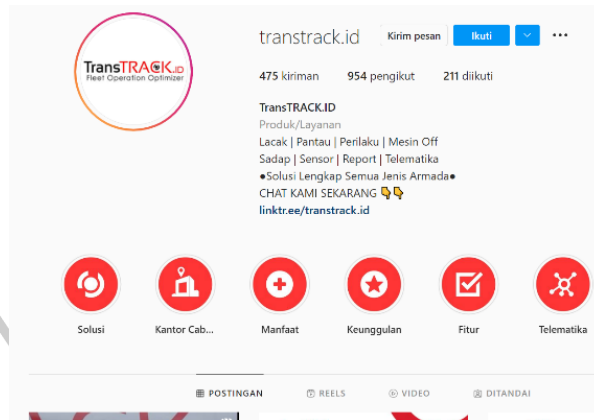 TransTRACK.ID
Fleet Operation Optimizer
transtrack.id Kirim pesan Ikuti
475 kiriman 954 pengikut 211 diikuti
TransTRACK.ID
Produk/Layanan
Lacak | Pantau | Perilaku | Mesin Off
Sadap | Sensor | Report | Telematika
●Solusi Lengkap Semua Jenis Armada●
CHAT KAMI SEKARANG 👇👇
linktr.ee/transtrack.id
Solusi Kantor Cab... Manfaat Keunggulan Fitur Telematika
POSTINGAN REELS VIDEO DITANDAI